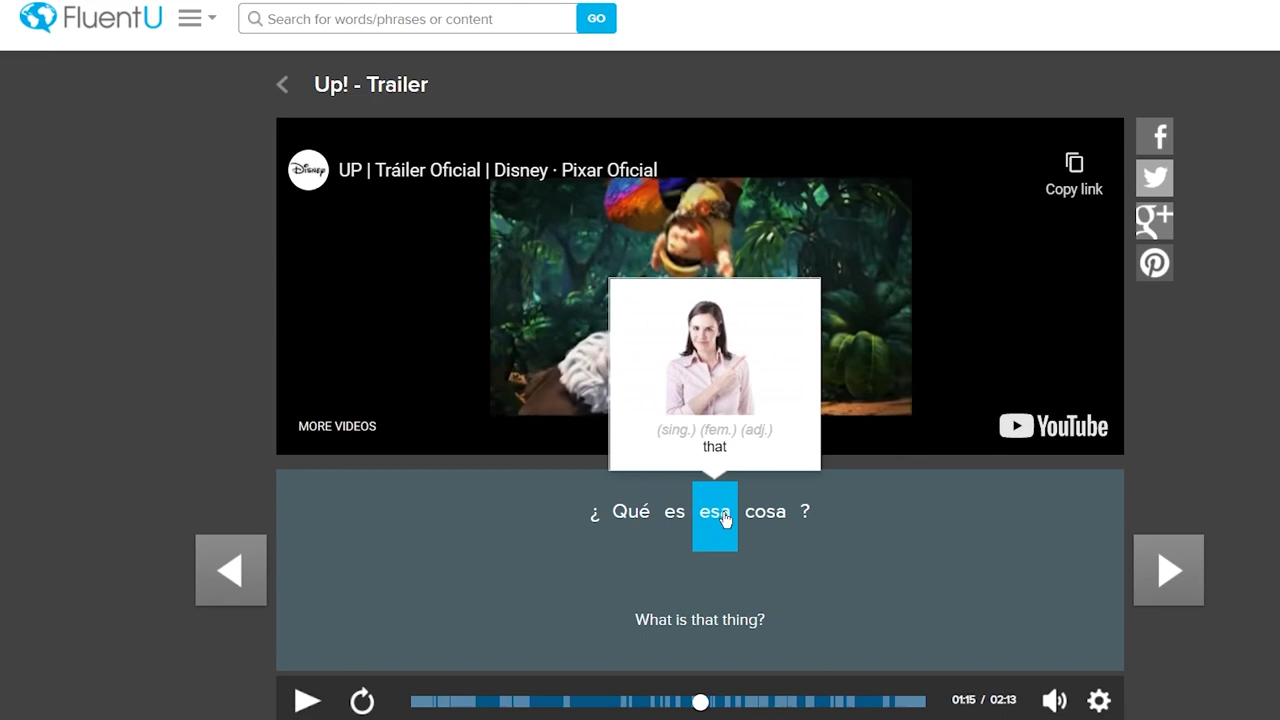 FluentU
Search for words/phrases or content
GO
Up! - Trailer
DISNEY
UP | Tráiler Oficial | Disney · Pixar Oficial
Copy link
f
g+
MORE VIDEOS
YouTube
(sing.) (fem.) (adj.)
that
¿ Qué es esa cosa ?
What is that thing?
01:15 / 02:13